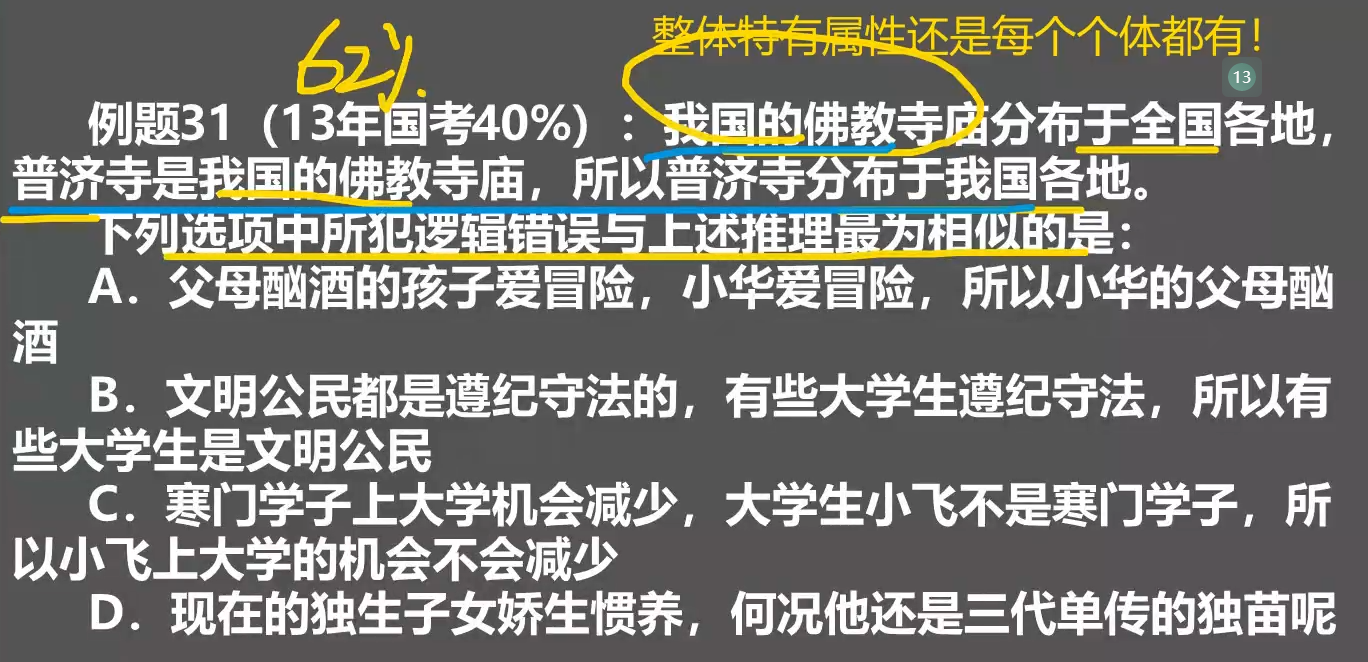 整体特有属性还是每个个体都有！
62%.
13
例题31（13年国考40%）：我国的佛教寺庙分布于全国各地，
普济寺是我国的佛教寺庙，所以普济寺分布于我国各地。
下列选项中所犯逻辑错误与上述推理最为相似的是：
A．父母酗酒的孩子爱冒险，小华爱冒险，所以小华的父母酗
酒
B．文明公民都是遵纪守法的，有些大学生遵纪守法，所以有
些大学生是文明公民
C．寒门学子上大学机会减少，大学生小飞不是寒门学子，所
以小飞上大学的机会不会减少
D．现在的独生子女娇生惯养，何况他还是三代单传的独苗呢